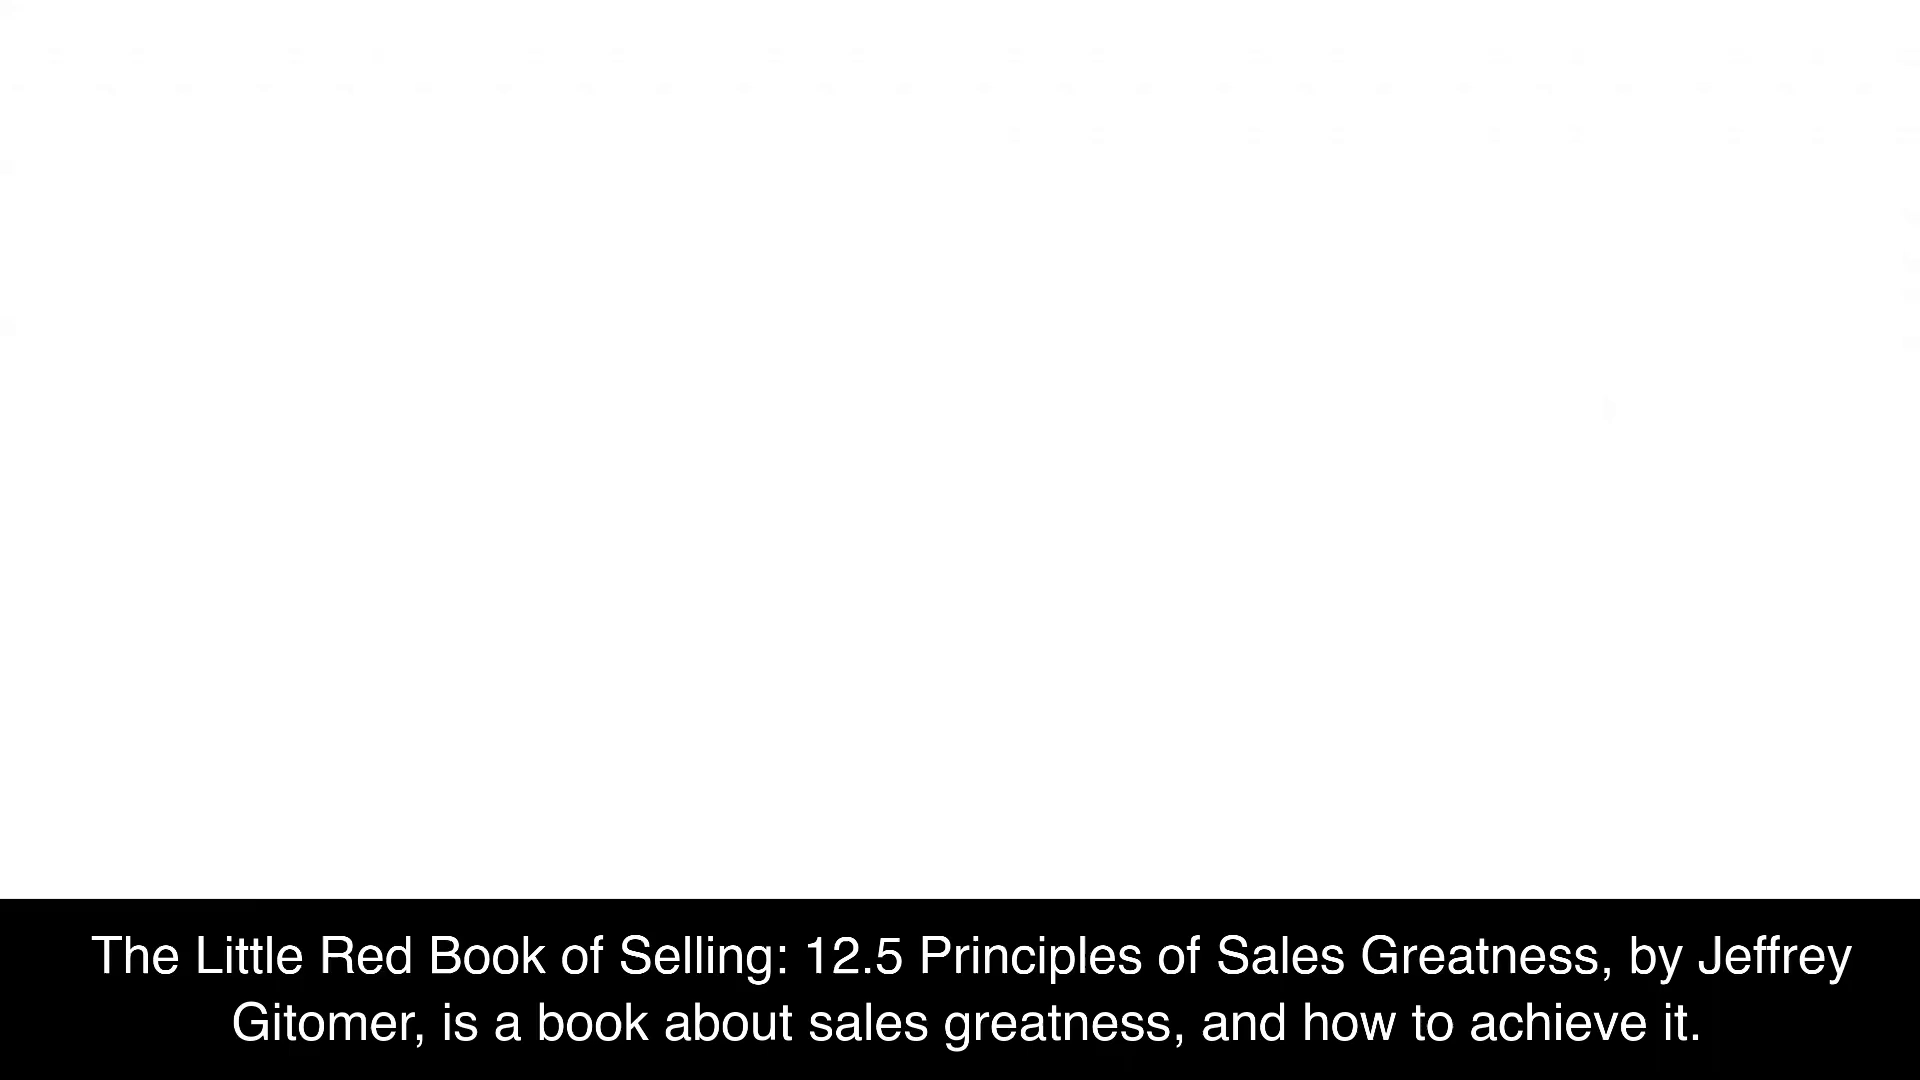 The Little Red Book of Selling: 12.5 Principles of Sales Greatness, by Jeffrey
Gitomer, is a book about sales greatness, and how to achieve it.